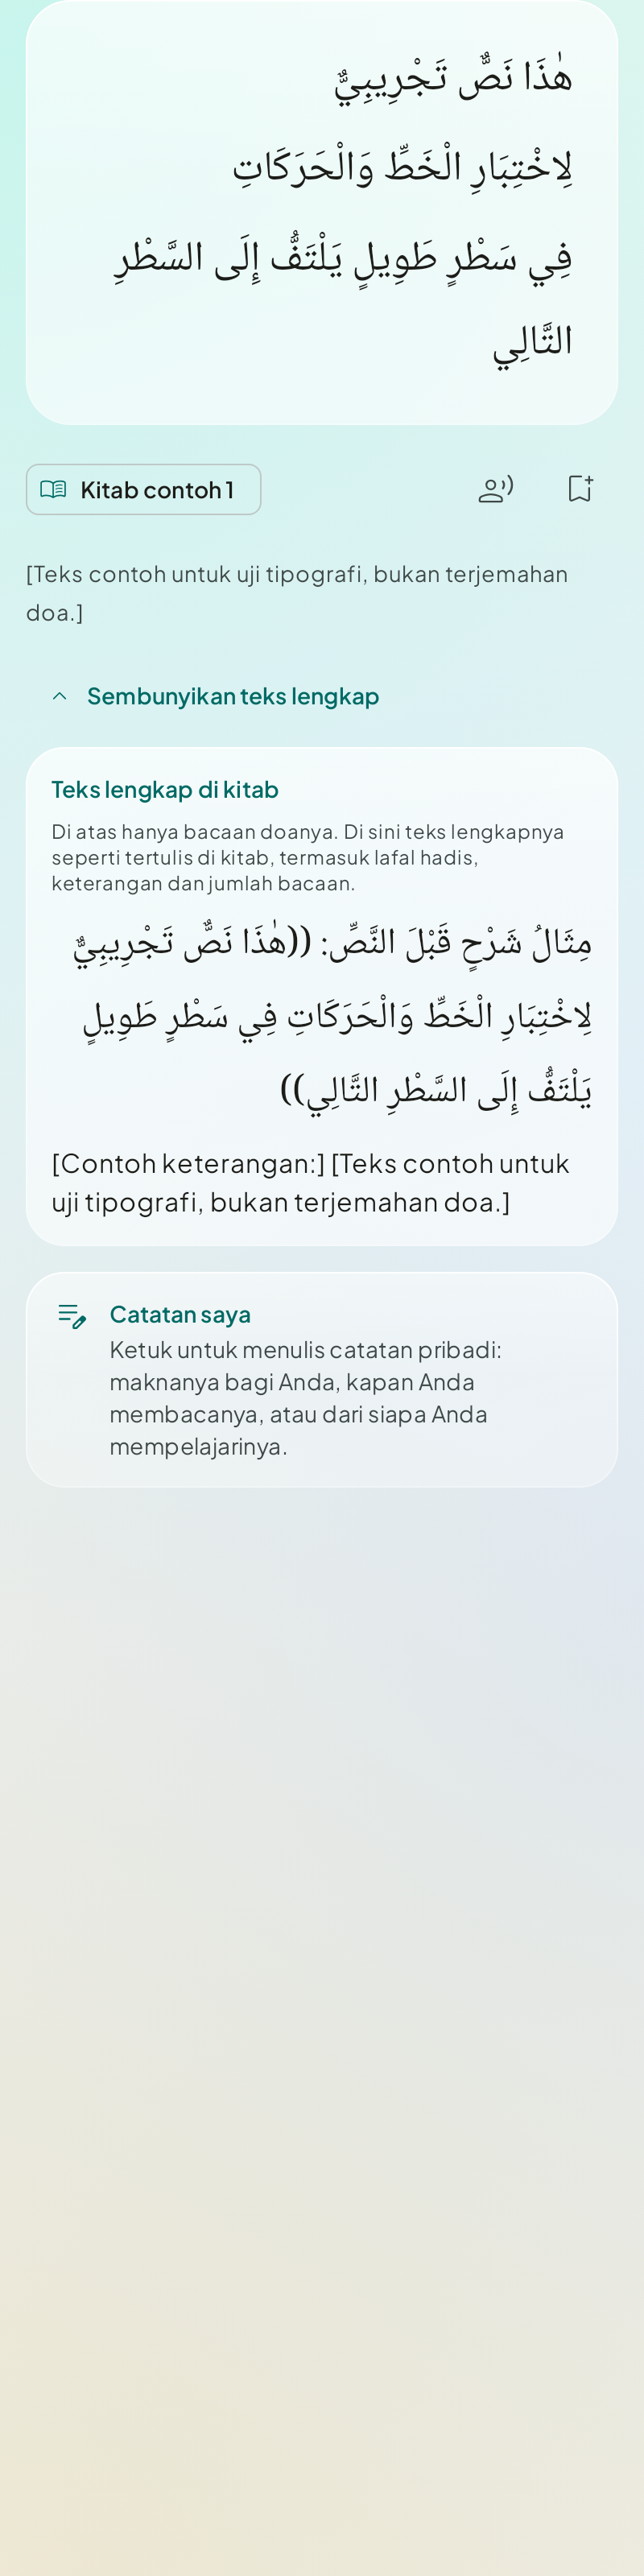 هٰذَا نَصٌّ تَجْرِيبِيٌّ
لِاخْتِبَارِ الْخَطِّ وَالْحَرَكَاتِ
فِي سَطْرٍ طَوِيلٍ يَلْتَفُّ إِلَى السَّطْرِ
التَّالِي
Kitab contoh 1
[Teks contoh untuk uji tipografi, bukan terjemahan
doa.]
Sembunyikan teks lengkap
Teks lengkap di kitab
Di atas hanya bacaan doanya. Di sini teks lengkapnya
seperti tertulis di kitab, termasuk lafal hadis,
keterangan dan jumlah bacaan.
مِثَالُ شَرْحٍ قَبْلَ النَّصِّ: ((هٰذَا نَصٌّ تَجْرِيبِيٌّ
لِاخْتِبَارِ الْخَطِّ وَالْحَرَكَاتِ فِي سَطْرٍ طَوِيلٍ
يَلْتَفُّ إِلَى السَّطْرِ التَّالِي))
[Contoh keterangan:] [Teks contoh untuk
uji tipografi, bukan terjemahan doa.]
Catatan saya
Ketuk untuk menulis catatan pribadi:
maknanya bagi Anda, kapan Anda
membacanya, atau dari siapa Anda
mempelajarinya.